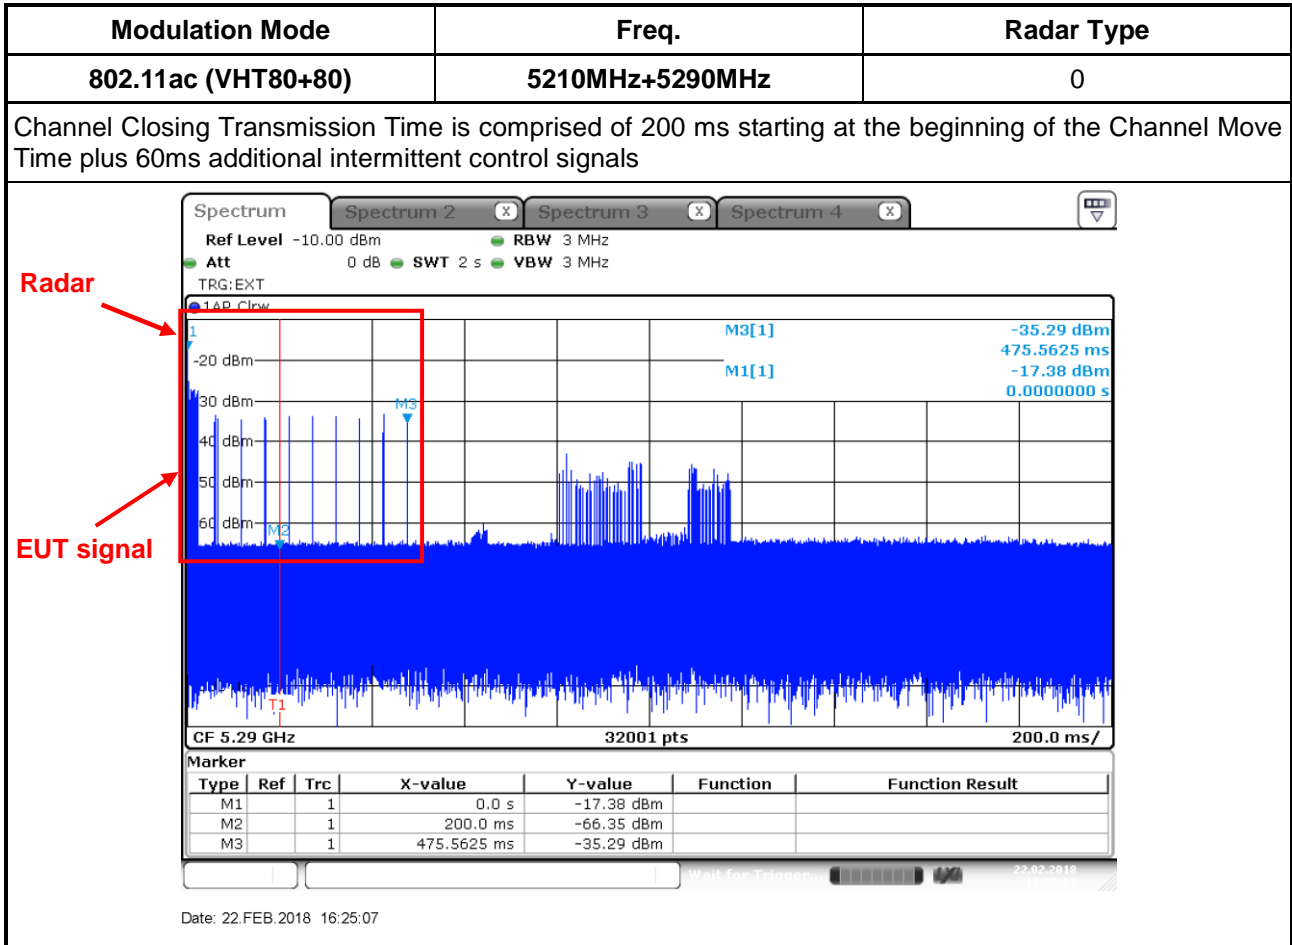 Modulation Mode Freq. Radar Type
802.11ac (VHT80+80) 5210MHz+5290MHz 0
Channel Closing Transmission Time is comprised of 200 ms starting at the beginning of the Channel Move
Time plus 60ms additional intermittent control signals
Spectrum Spectrum 2 X Spectrum 3 X Spectrum 4 X
Ref Level -10.00 dBm RBW 3 MHz
Att 0 dB SWT 2 s VBW 3 MHz
TRG:EXT
Radar
1AP Clrw
1 M3[1] -35.29 dBm
475.5625 ms
-20 dBm
M1[1] -17.38 dBm
0.0000000 s
30 dBm M3
40 dBm
50 dBm
60 dBm
M2
EUT signal
T1
CF 5.29 GHz 32001 pts 200.0 ms/
Marker
Type Ref Trc X-value Y-value Function Function Result
M1 1 0.0 s -17.38 dBm
M2 1 200.0 ms -66.35 dBm
M3 1 475.5625 ms -35.29 dBm
Wait for Trigger... 22.02.2018
Date: 22.FEB.2018 16:25:07